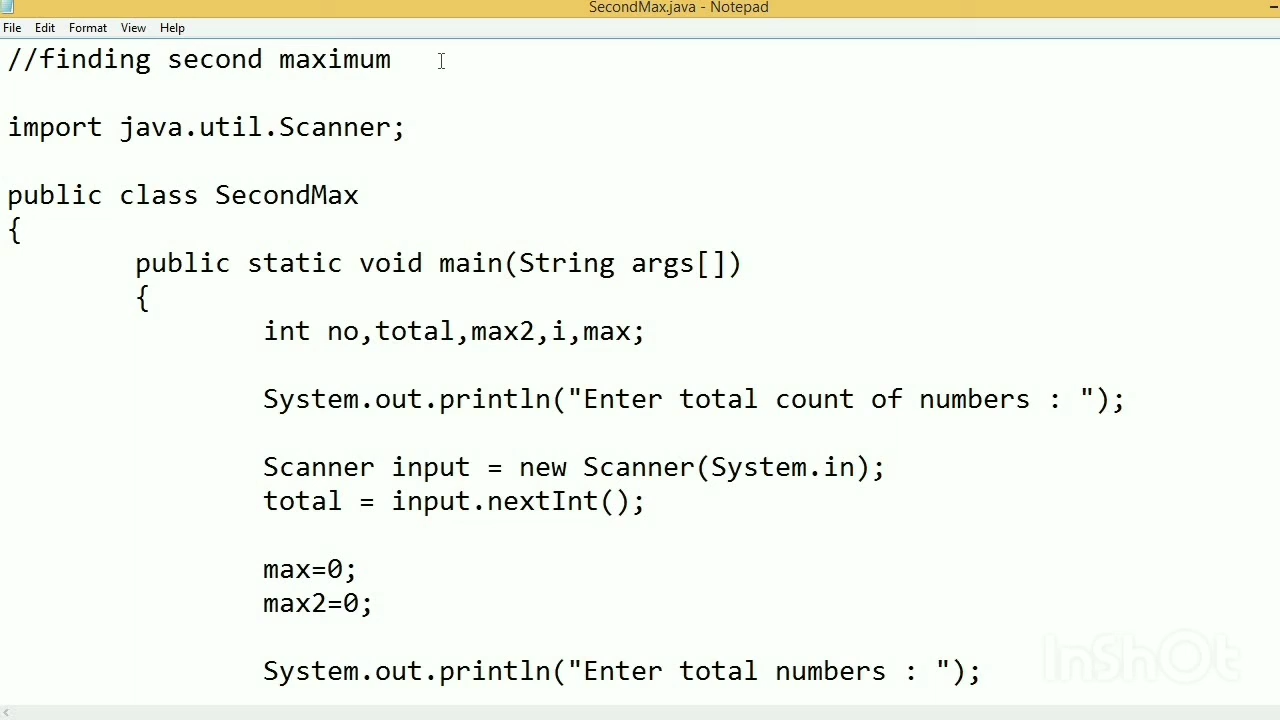 SecondMax.java - Notepad
File Edit Format View Help
//finding second maximum
import java.util.Scanner;
public class SecondMax
{
public static void main(String args[])
{
int no,total,max2,i,max;
System.out.println("Enter total count of numbers : ");
Scanner input = new Scanner(System.in);
total = input.nextInt();
max=0;
max2=0;
System.out.println("Enter total numbers : ");
InShOt